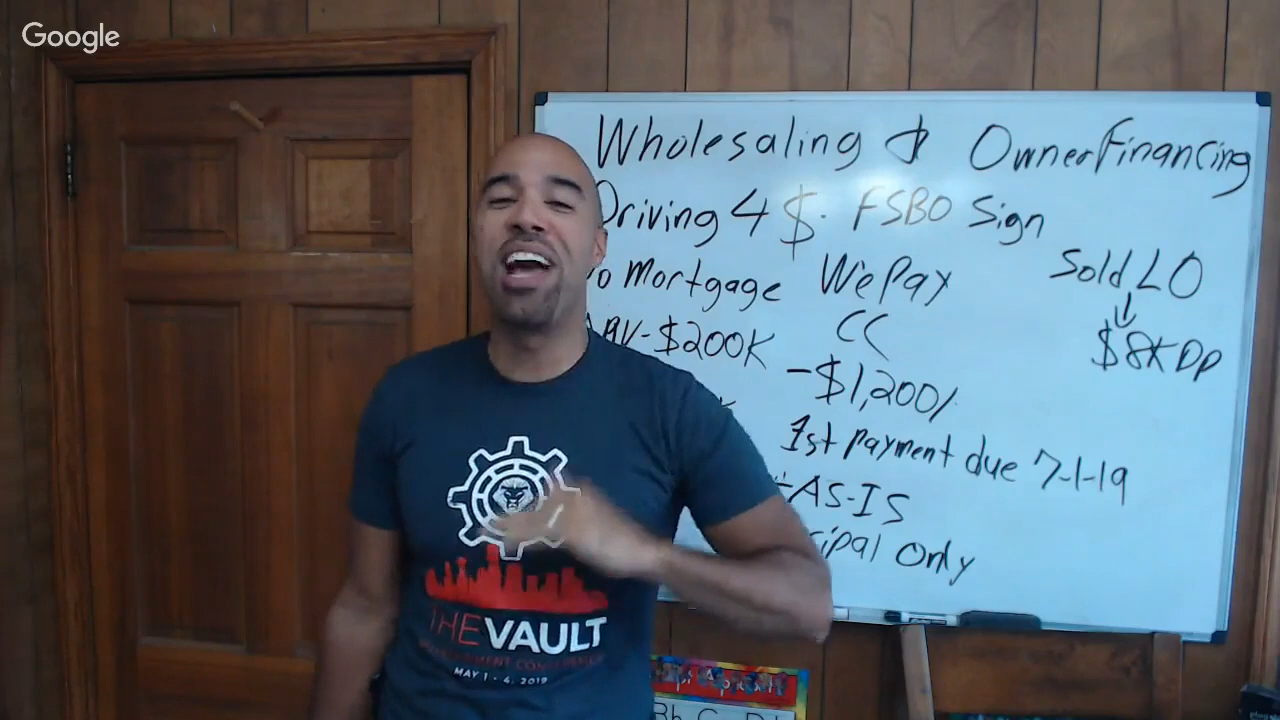 Google
Wholesaling & OwnerFinancing
Driving 4 $. FSBO Sign
Mortgage WePay
Sold LO
CC
-$200K
$8K Dp
-$1,200/
1st payment due 7-1-19
AS-IS
Only
THE VAULT
MAY 1 - 4, 2019